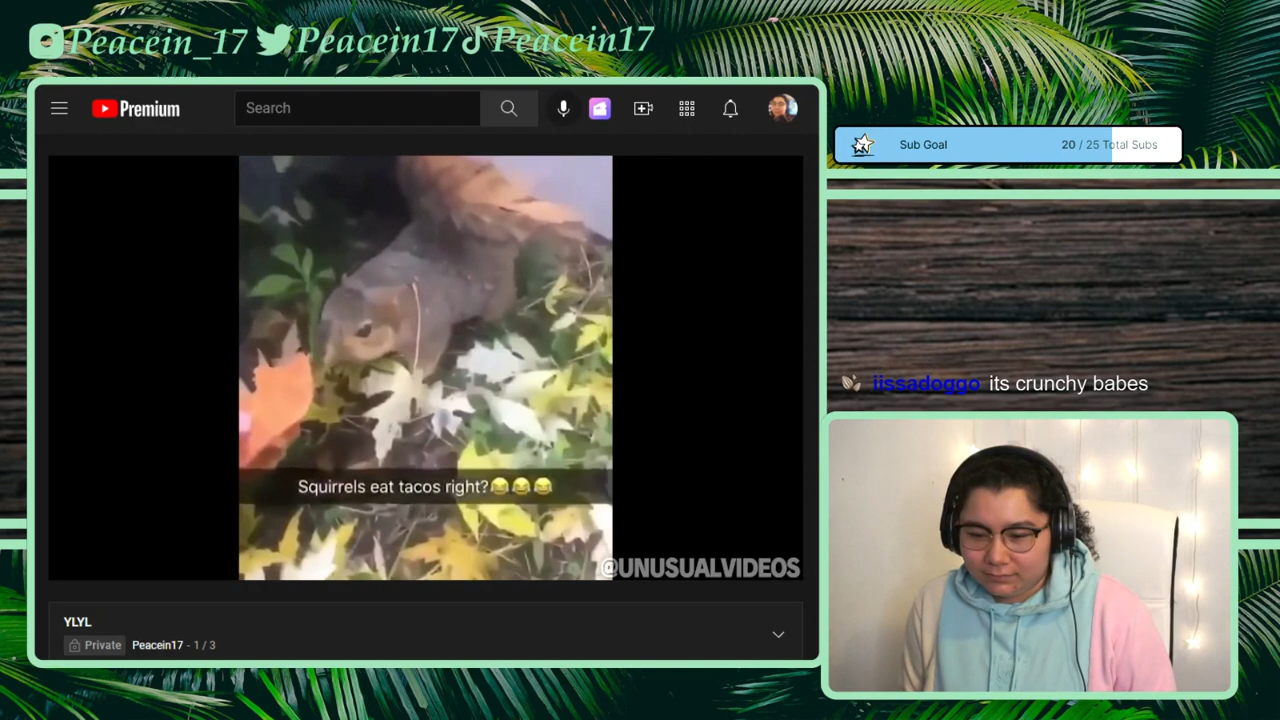 Peacein_17 Peacein17 Peacein17
Premium
Search
Sub Goal 20 / 25 Total Subs
iissadoggo its crunchy babes
Squirrels eat tacos right?😂😂😂
@UNUSUALVIDEOS
YLYL
Private Peacein17 - 1 / 3